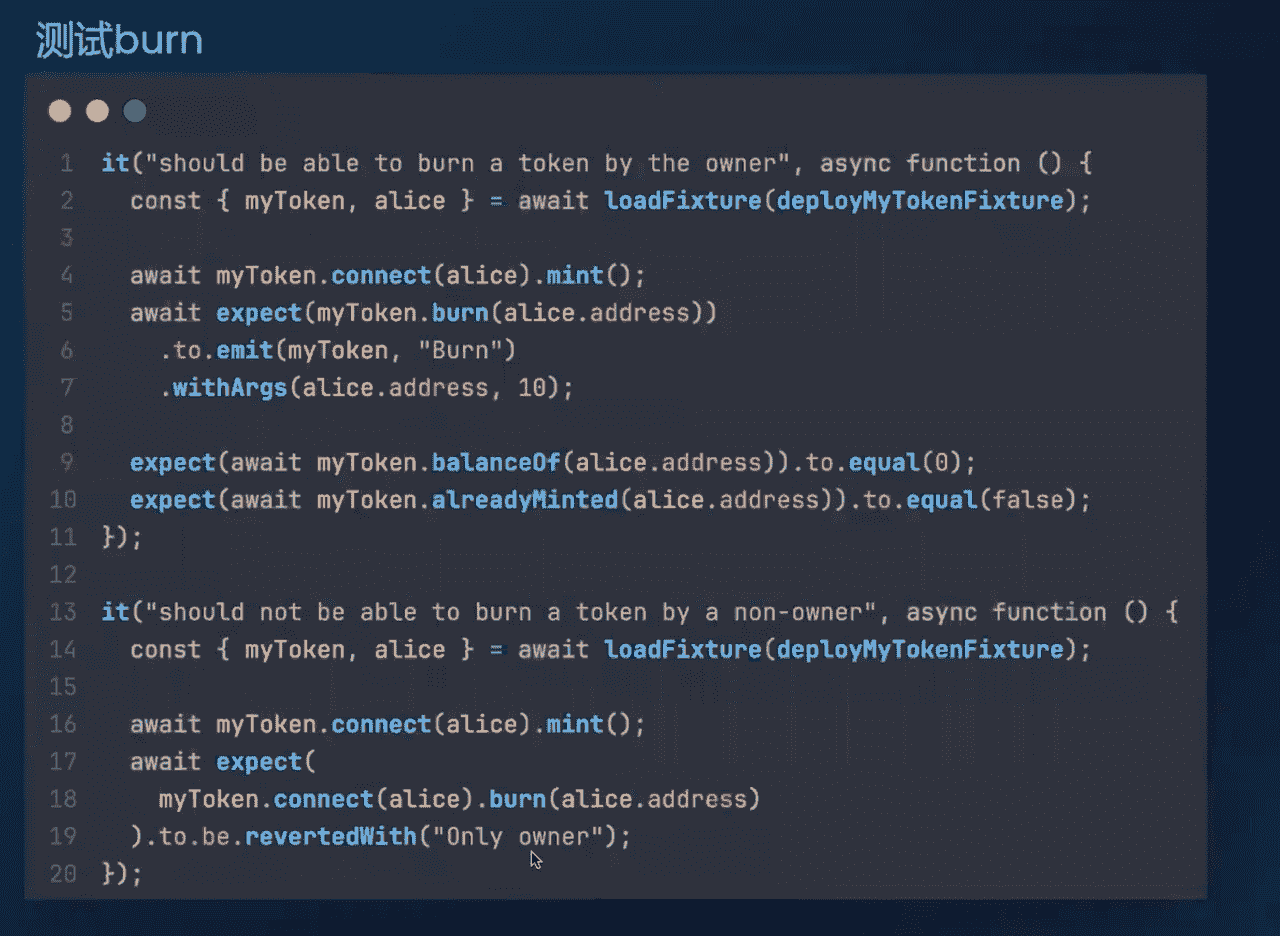 测试burn
1 it("should be able to burn a token by the owner", async function () {
2   const { myToken, alice } = await loadFixture(deployMyTokenFixture);
3
4   await myToken.connect(alice).mint();
5   await expect(myToken.burn(alice.address))
6     .to.emit(myToken, "Burn")
7     .withArgs(alice.address, 10);
8
9   expect(await myToken.balanceOf(alice.address)).to.equal(0);
10   expect(await myToken.alreadyMinted(alice.address)).to.equal(false);
11 });
12
13 it("should not be able to burn a token by a non-owner", async function () {
14   const { myToken, alice } = await loadFixture(deployMyTokenFixture);
15
16   await myToken.connect(alice).mint();
17   await expect(
18     myToken.connect(alice).burn(alice.address)
19   ).to.be.revertedWith("Only owner");
20 });